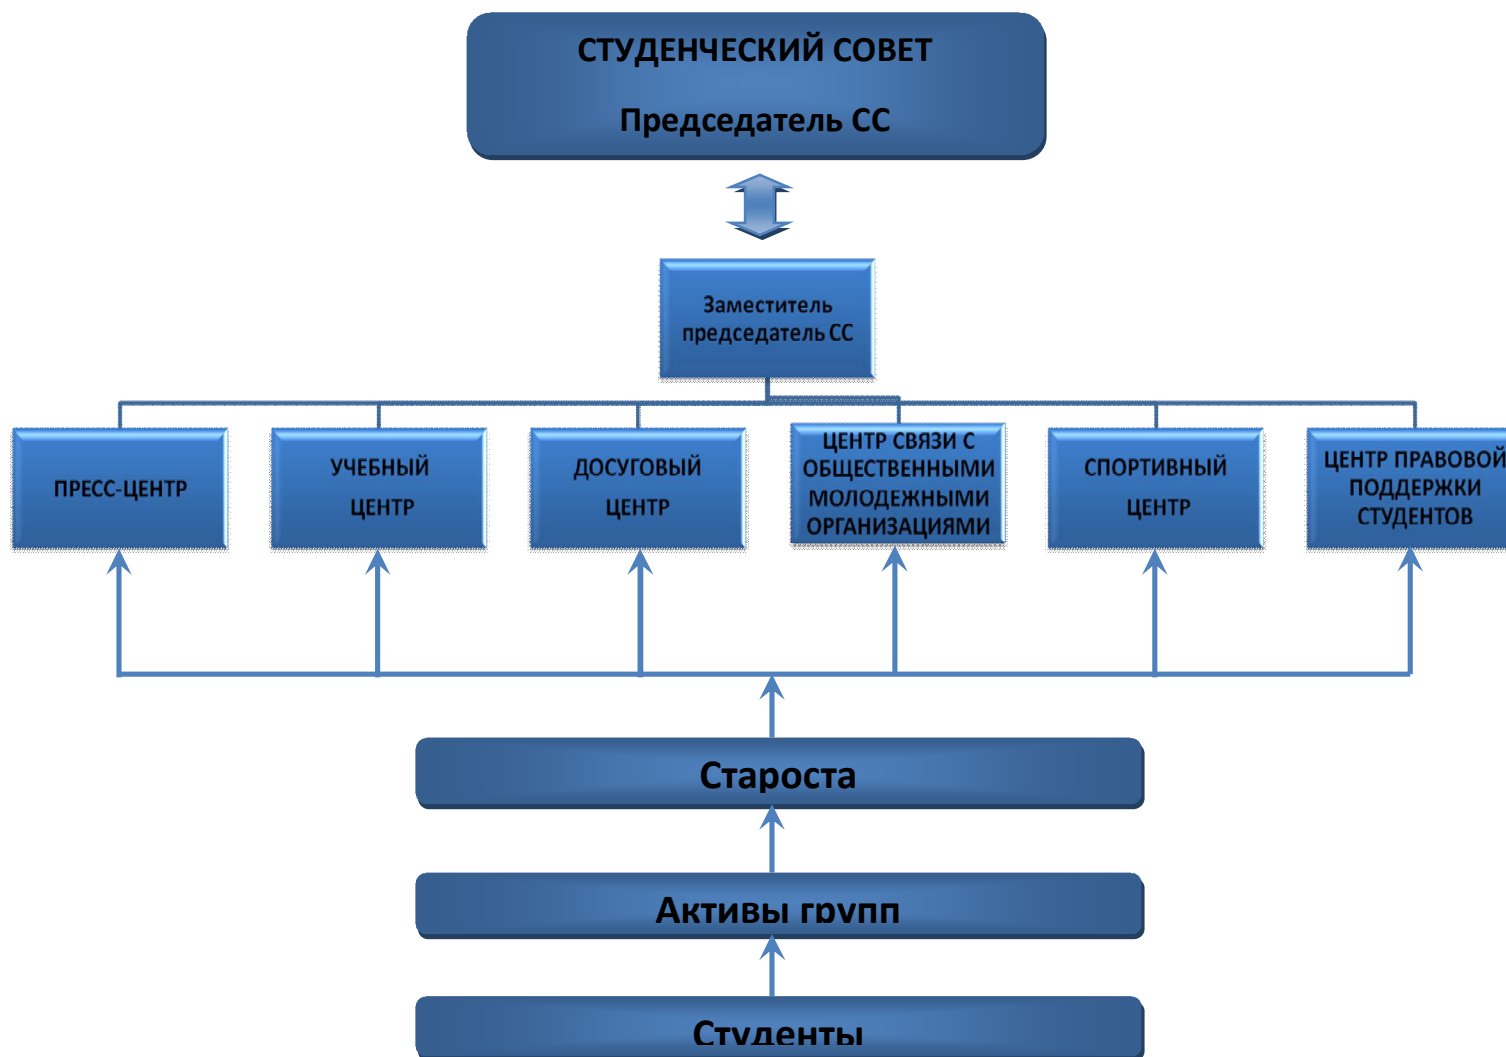 СТУДЕНЧЕСКИЙ СОВЕТ
Председатель СС
Заместитель
председатель СС
ПРЕСС-ЦЕНТР
УЧЕБНЫЙ
ЦЕНТР
ДОСУГОВЫЙ
ЦЕНТР
ЦЕНТР СВЯЗИ С
ОБЩЕСТВЕННЫМИ
МОЛОДЕЖНЫМИ
ОРГАНИЗАЦИЯМИ
СПОРТИВНЫЙ
ЦЕНТР
ЦЕНТР ПРАВОВОЙ
ПОДДЕРЖКИ
СТУДЕНТОВ
Староста
Активы групп
Студенты